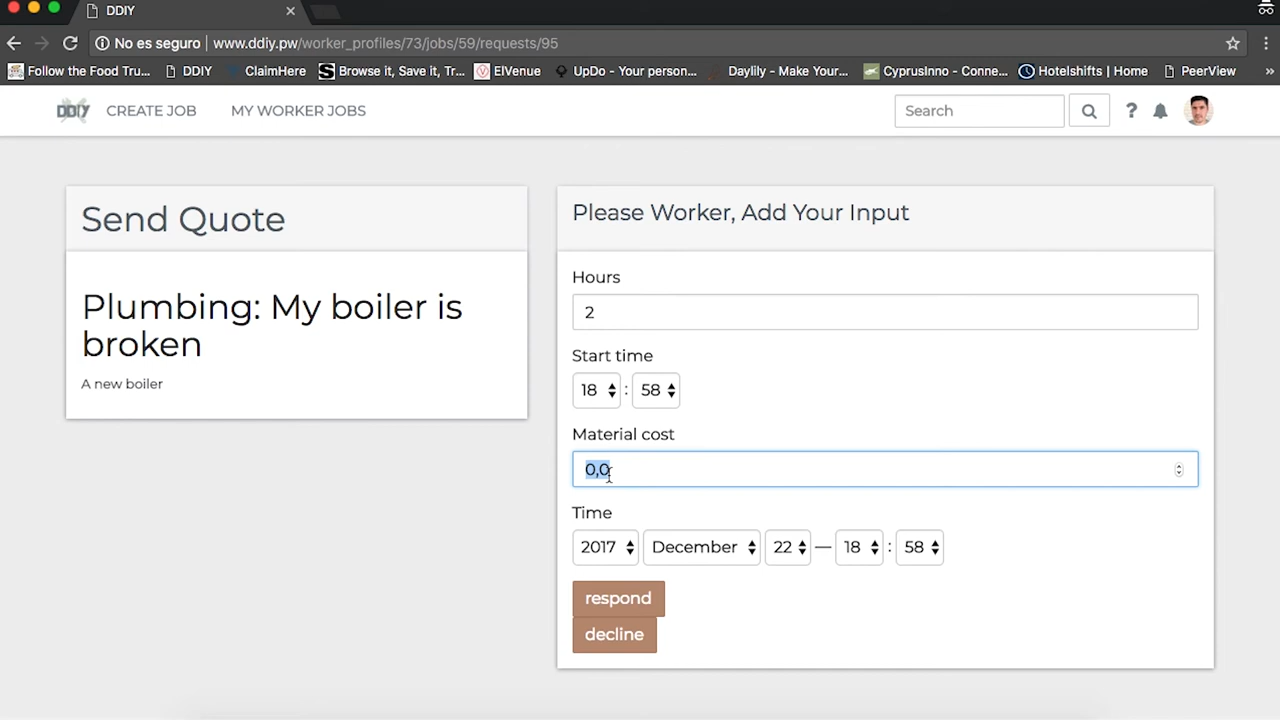 DDIY
No es seguro | www.ddiy.pw/worker_profiles/73/jobs/59/requests/95
Follow the Food Tru... DDIY ClaimHere Browse it, Save it, Tr... ElVenue UpDo - Your person... Daylily - Make Your... CyprusInno - Conne... Hotelshifts | Home PeerView »
DDIY CREATE JOB MY WORKER JOBS Search ?
Send Quote
Plumbing: My boiler is
broken
A new boiler
Please Worker, Add Your Input
Hours
2
Start time
18 : 58
Material cost
0,0
Time
2017 December 22 — 18 : 58
respond
decline